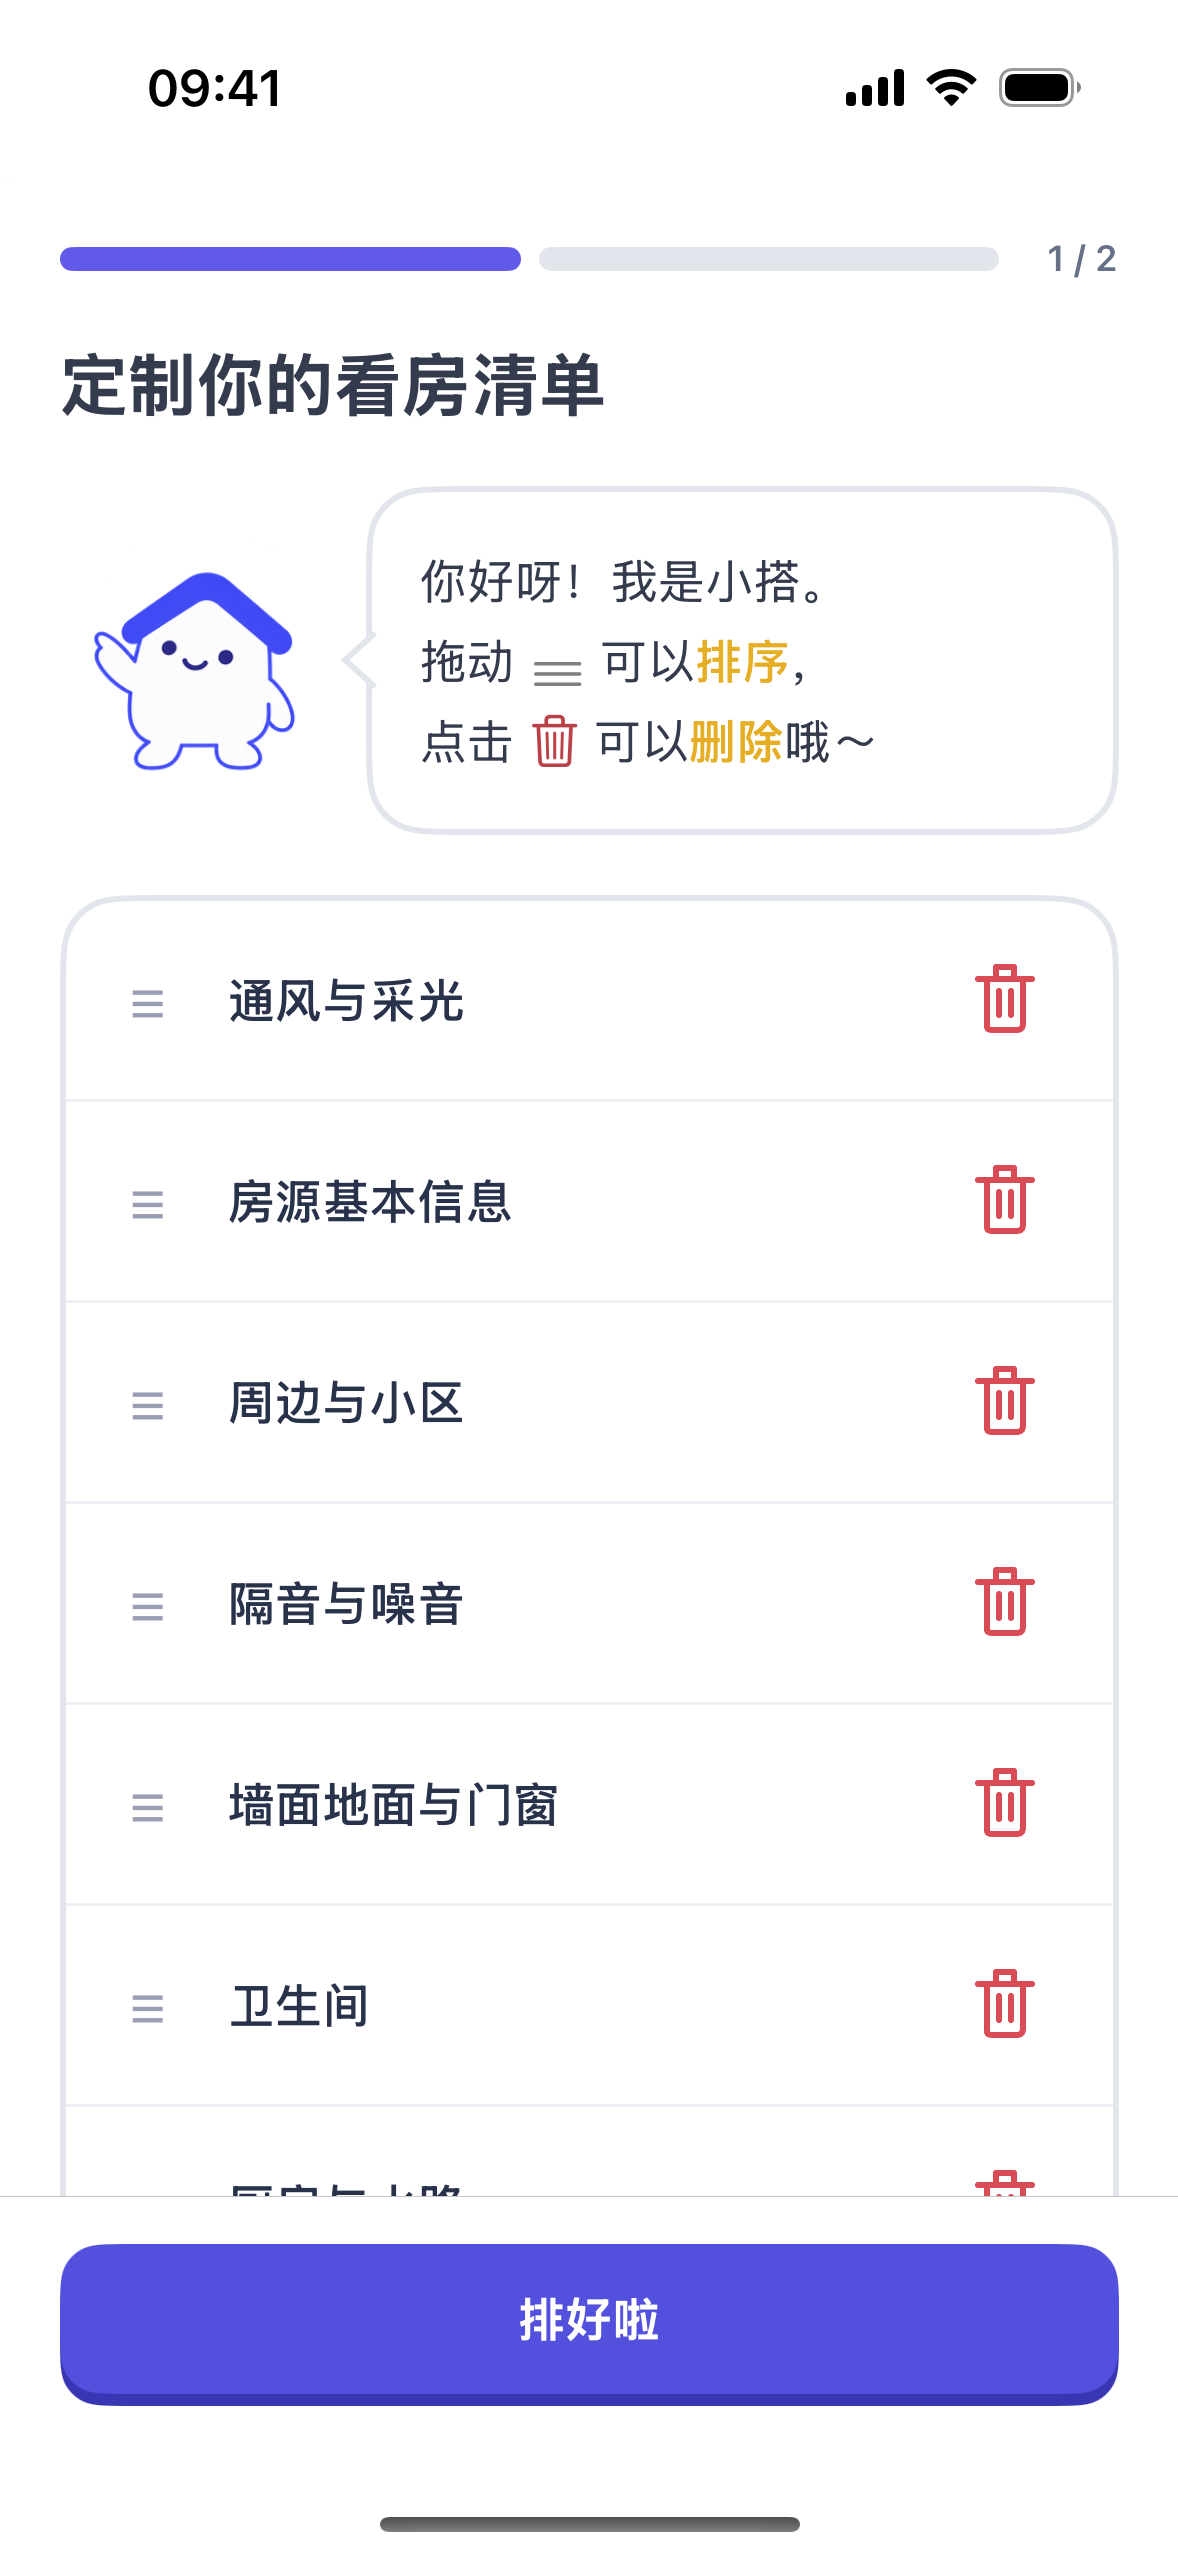 09:41
1 / 2
定制你的看房清单
你好呀！我是小搭。
拖动 可以排序，
点击 可以删除哦～
通风与采光
房源基本信息
周边与小区
隔音与噪音
墙面地面与门窗
卫生间
排好啦